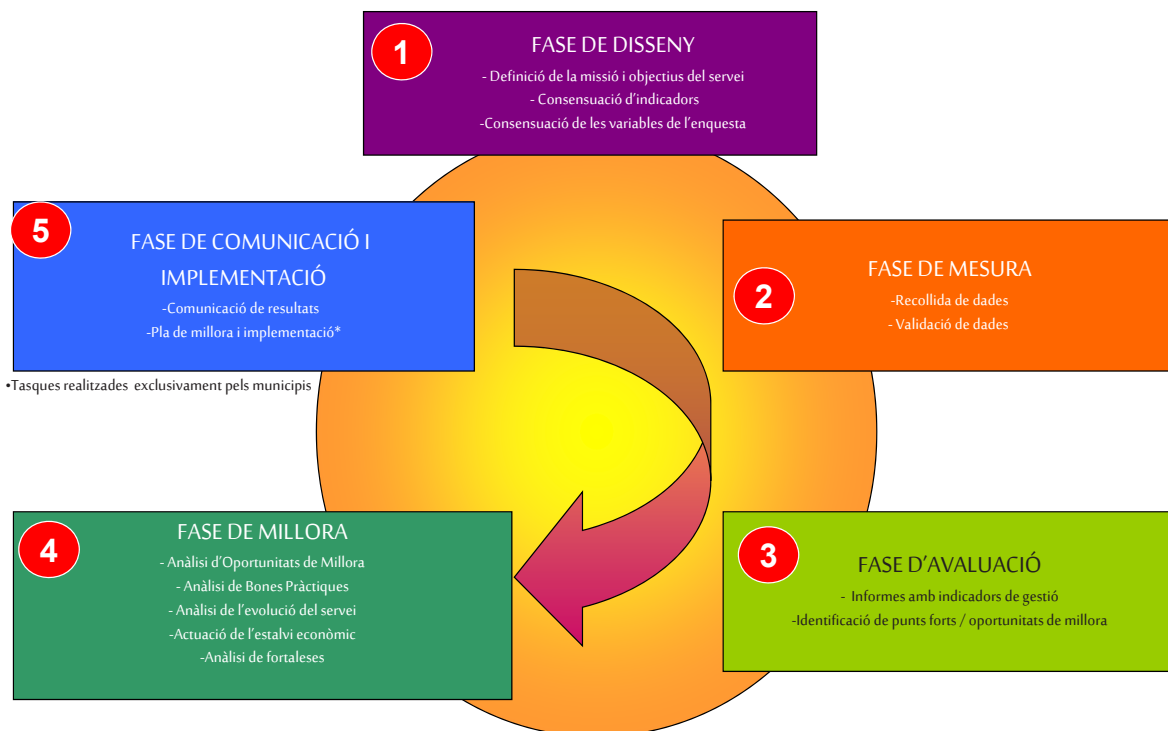 1
FASE DE DISSENY
- Definició de la missió i objectius del servei
- Consensuació d'indicadors
-Consensuació de les variables de l'enquesta
5
FASE DE COMUNICACIÓ I
IMPLEMENTACIÓ
-Comunicació de resultats
-Pla de millora i implementació*
•Tasques realitzades exclusivament pels municipis
2
FASE DE MESURA
-Recollida de dades
- Validació de dades
4
FASE DE MILLORA
- Anàlisi d'Oportunitats de Millora
- Anàlisi de Bones Pràctiques
- Anàlisi de l'evolució del servei
- Actuació de l'estalvi econòmic
-Anàlisi de fortaleses
3
FASE D'AVALUACIÓ
- Informes amb indicadors de gestió
-Identificació de punts forts / oportunitats de millora